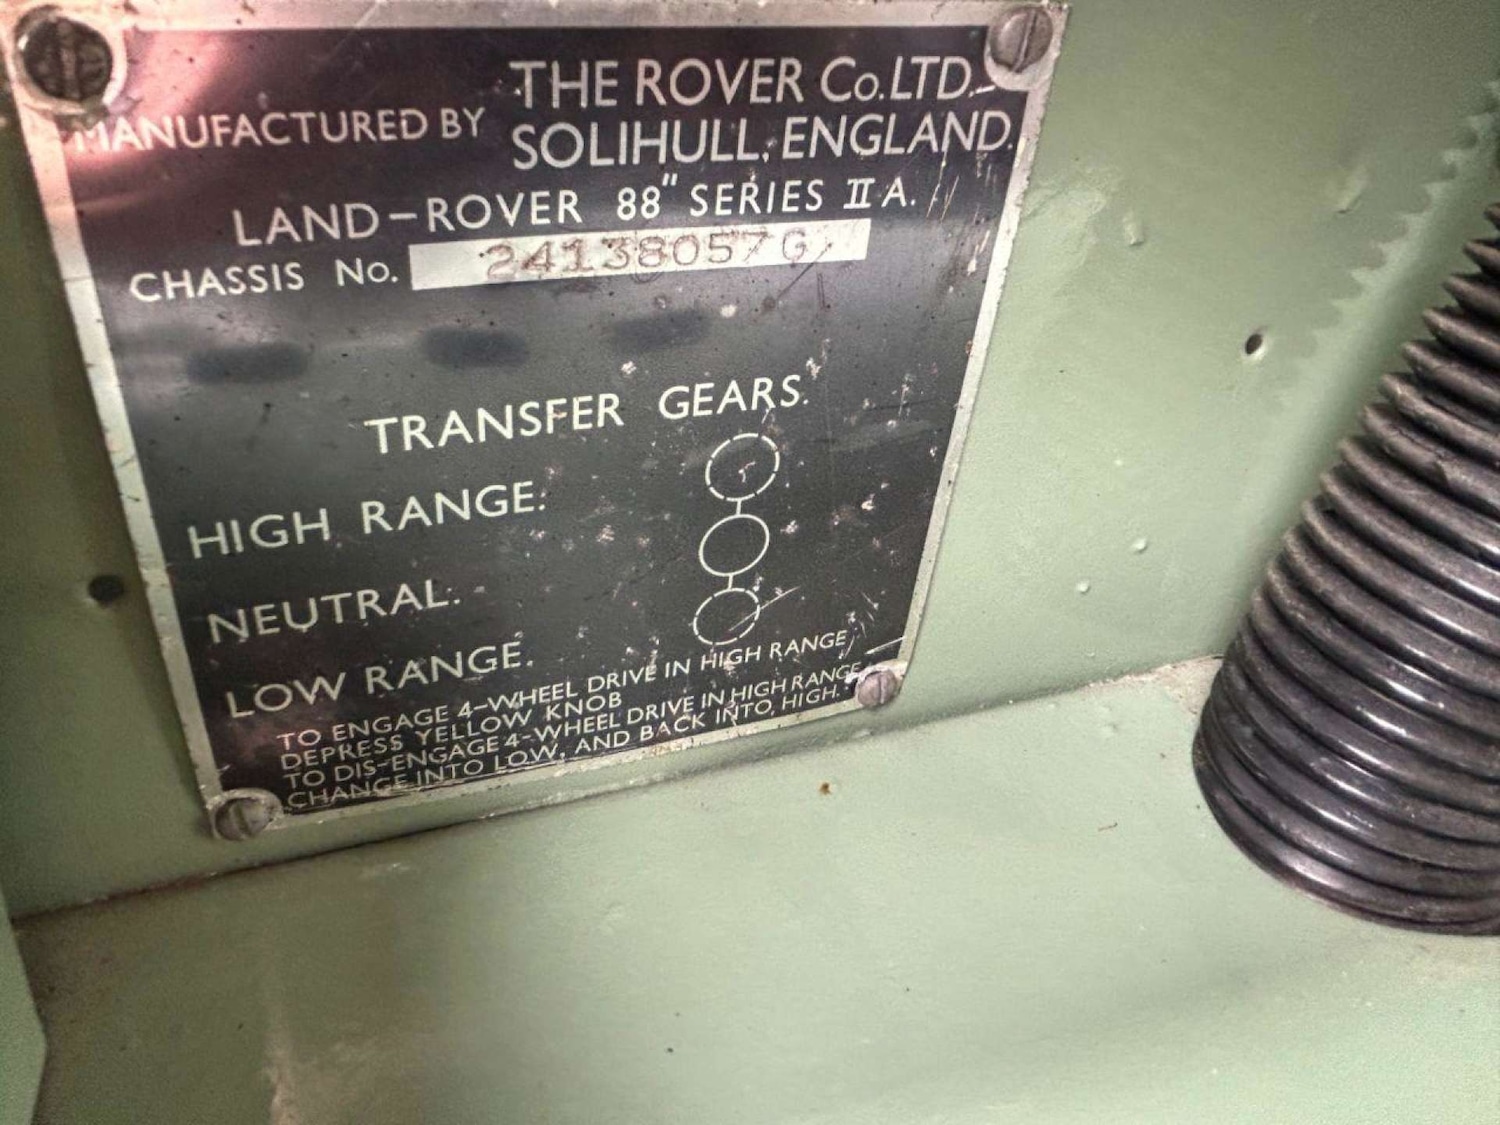 MANUFACTURED BY THE ROVER Co. LTD.
SOLIHULL, ENGLAND.
LAND-ROVER 88" SERIES II A.
CHASSIS No. 24138057 G
TRANSFER GEARS.
HIGH RANGE.
NEUTRAL.
LOW RANGE.
TO ENGAGE 4-WHEEL DRIVE IN HIGH RANGE
DEPRESS YELLOW KNOB
TO DIS-ENGAGE 4-WHEEL DRIVE IN HIGH RANGE
CHANGE INTO LOW, AND BACK INTO, HIGH.